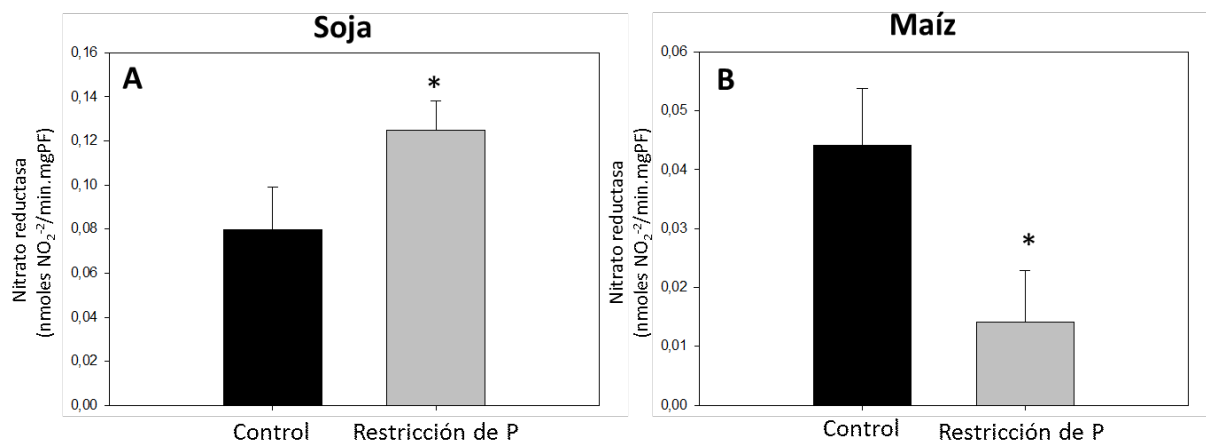 Soja
A
Nitrato reductasa
(nmoles NO₂⁻²/min.mgPF)
0,16
0,14
0,12
0,10
0,08
0,06
0,04
0,02
0,00
*
Control
Restricción de P
Maíz
B
Nitrato reductasa
(nmoles NO₂⁻²/min.mgPF)
0,06
0,05
0,04
0,03
0,02
0,01
0,00
*
Control
Restricción de P